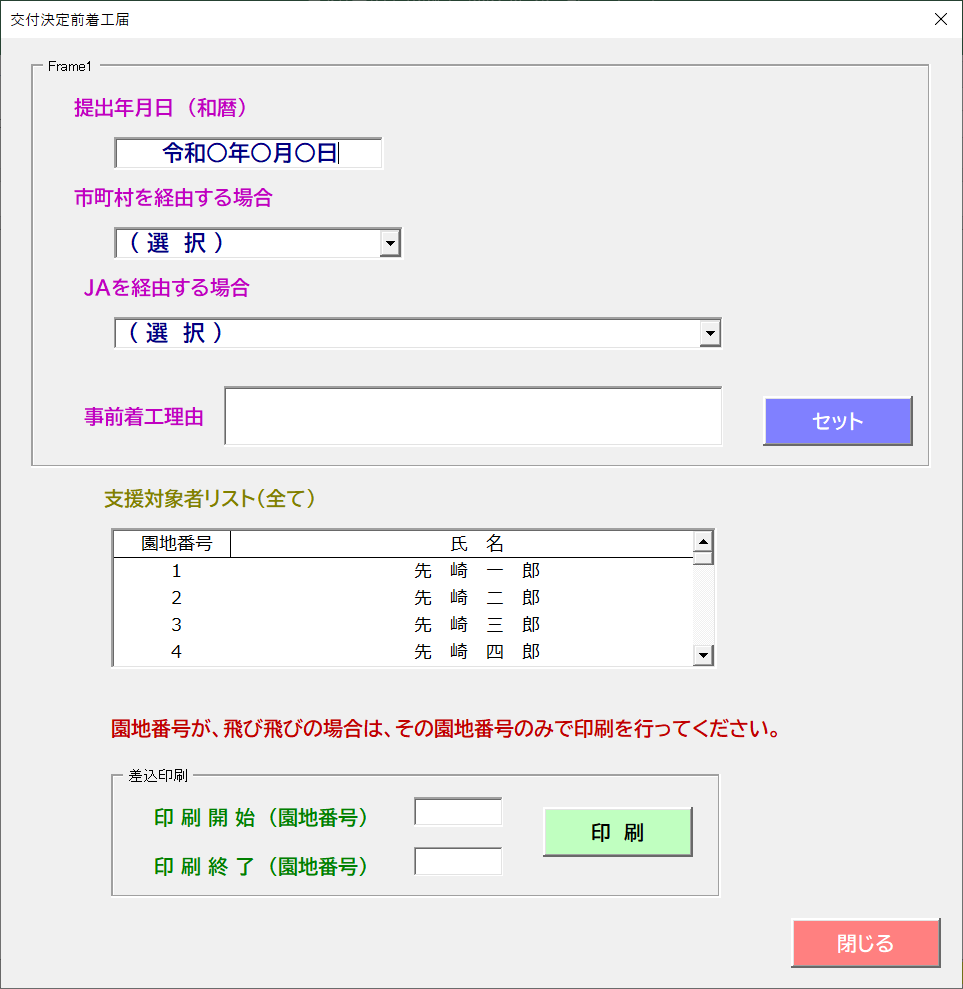 交付決定前着工届
Frame1
提出年月日（和暦）
令和〇年〇月〇日
市町村を経由する場合
（ 選　択 ）
JAを経由する場合
（ 選　択 ）
事前着工理由
セット
支援対象者リスト（全て）
園地番号 氏　名
1 先　崎　一　郎
2 先　崎　二　郎
3 先　崎　三　郎
4 先　崎　四　郎
園地番号が、飛び飛びの場合は、その園地番号のみで印刷を行ってください。
差込印刷
印 刷 開 始（園地番号）
印 刷
印 刷 終 了（園地番号）
閉じる